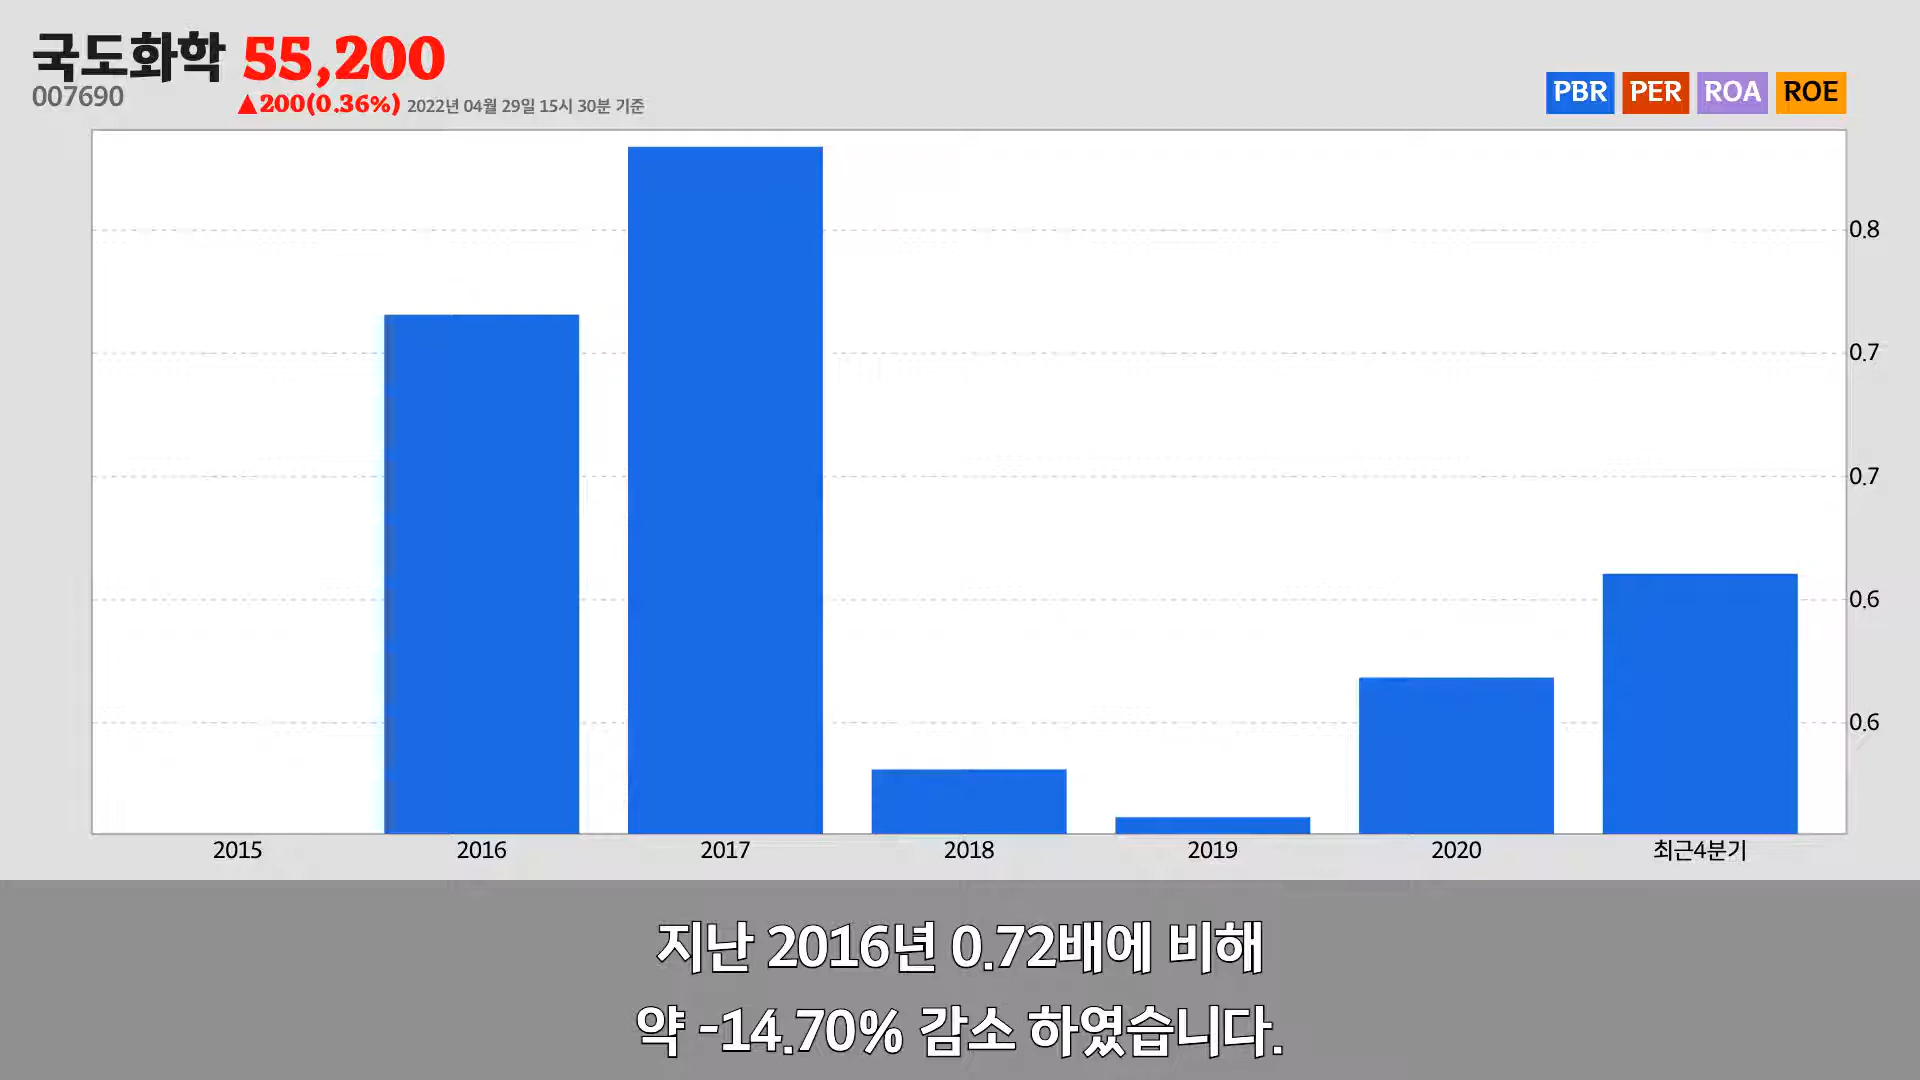 국도화학 55,200
007690
▲200(0.36%) 2022년 04월 29일 15시 30분 기준
PBR PER ROA ROE
0.8
0.7
0.7
0.6
0.6
2015 2016 2017 2018 2019 2020 최근4분기
지난 2016년 0.72배에 비해
약 -14.70% 감소 하였습니다.